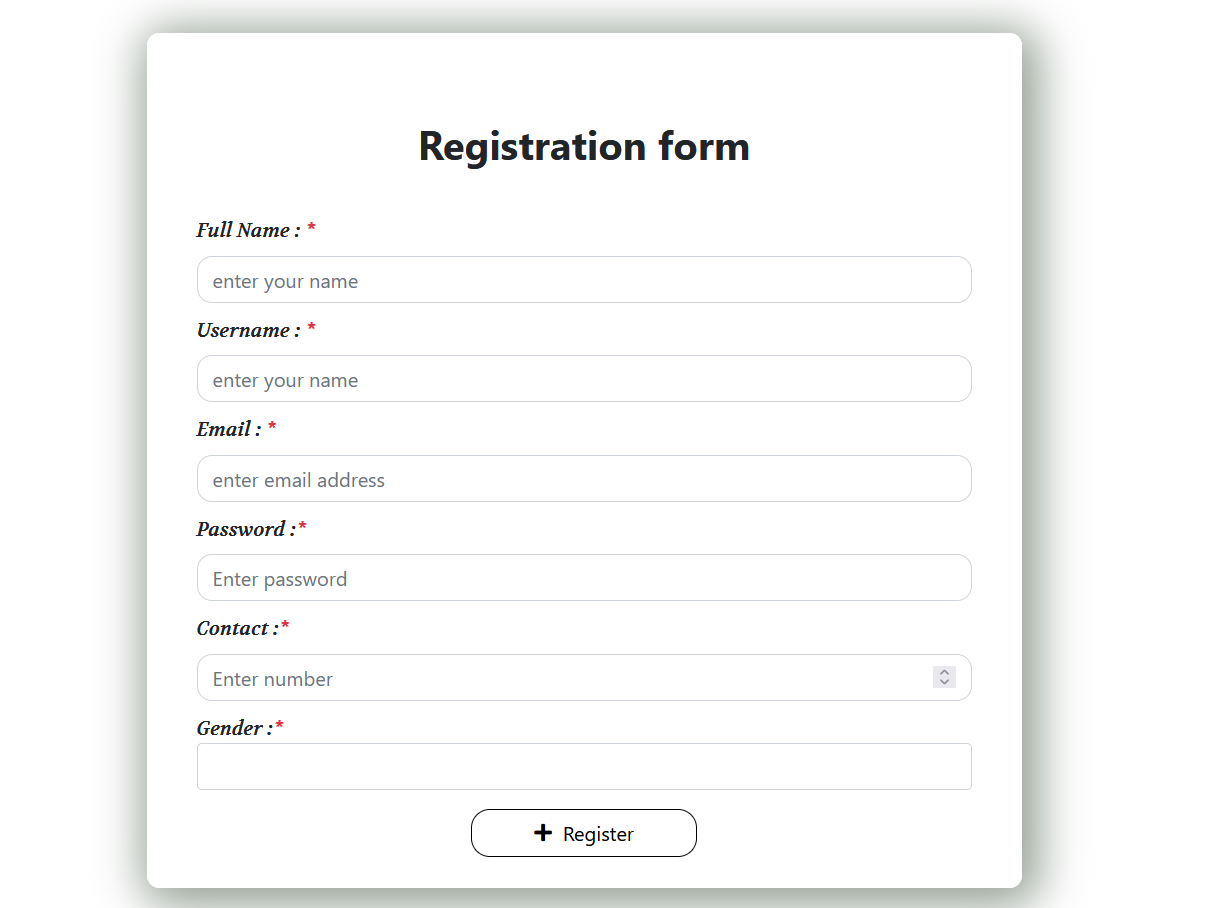 Registration form
Full Name : *
enter your name
Username : *
enter your name
Email : *
enter email address
Password :*
Enter password
Contact :*
Enter number
Gender :*
Register